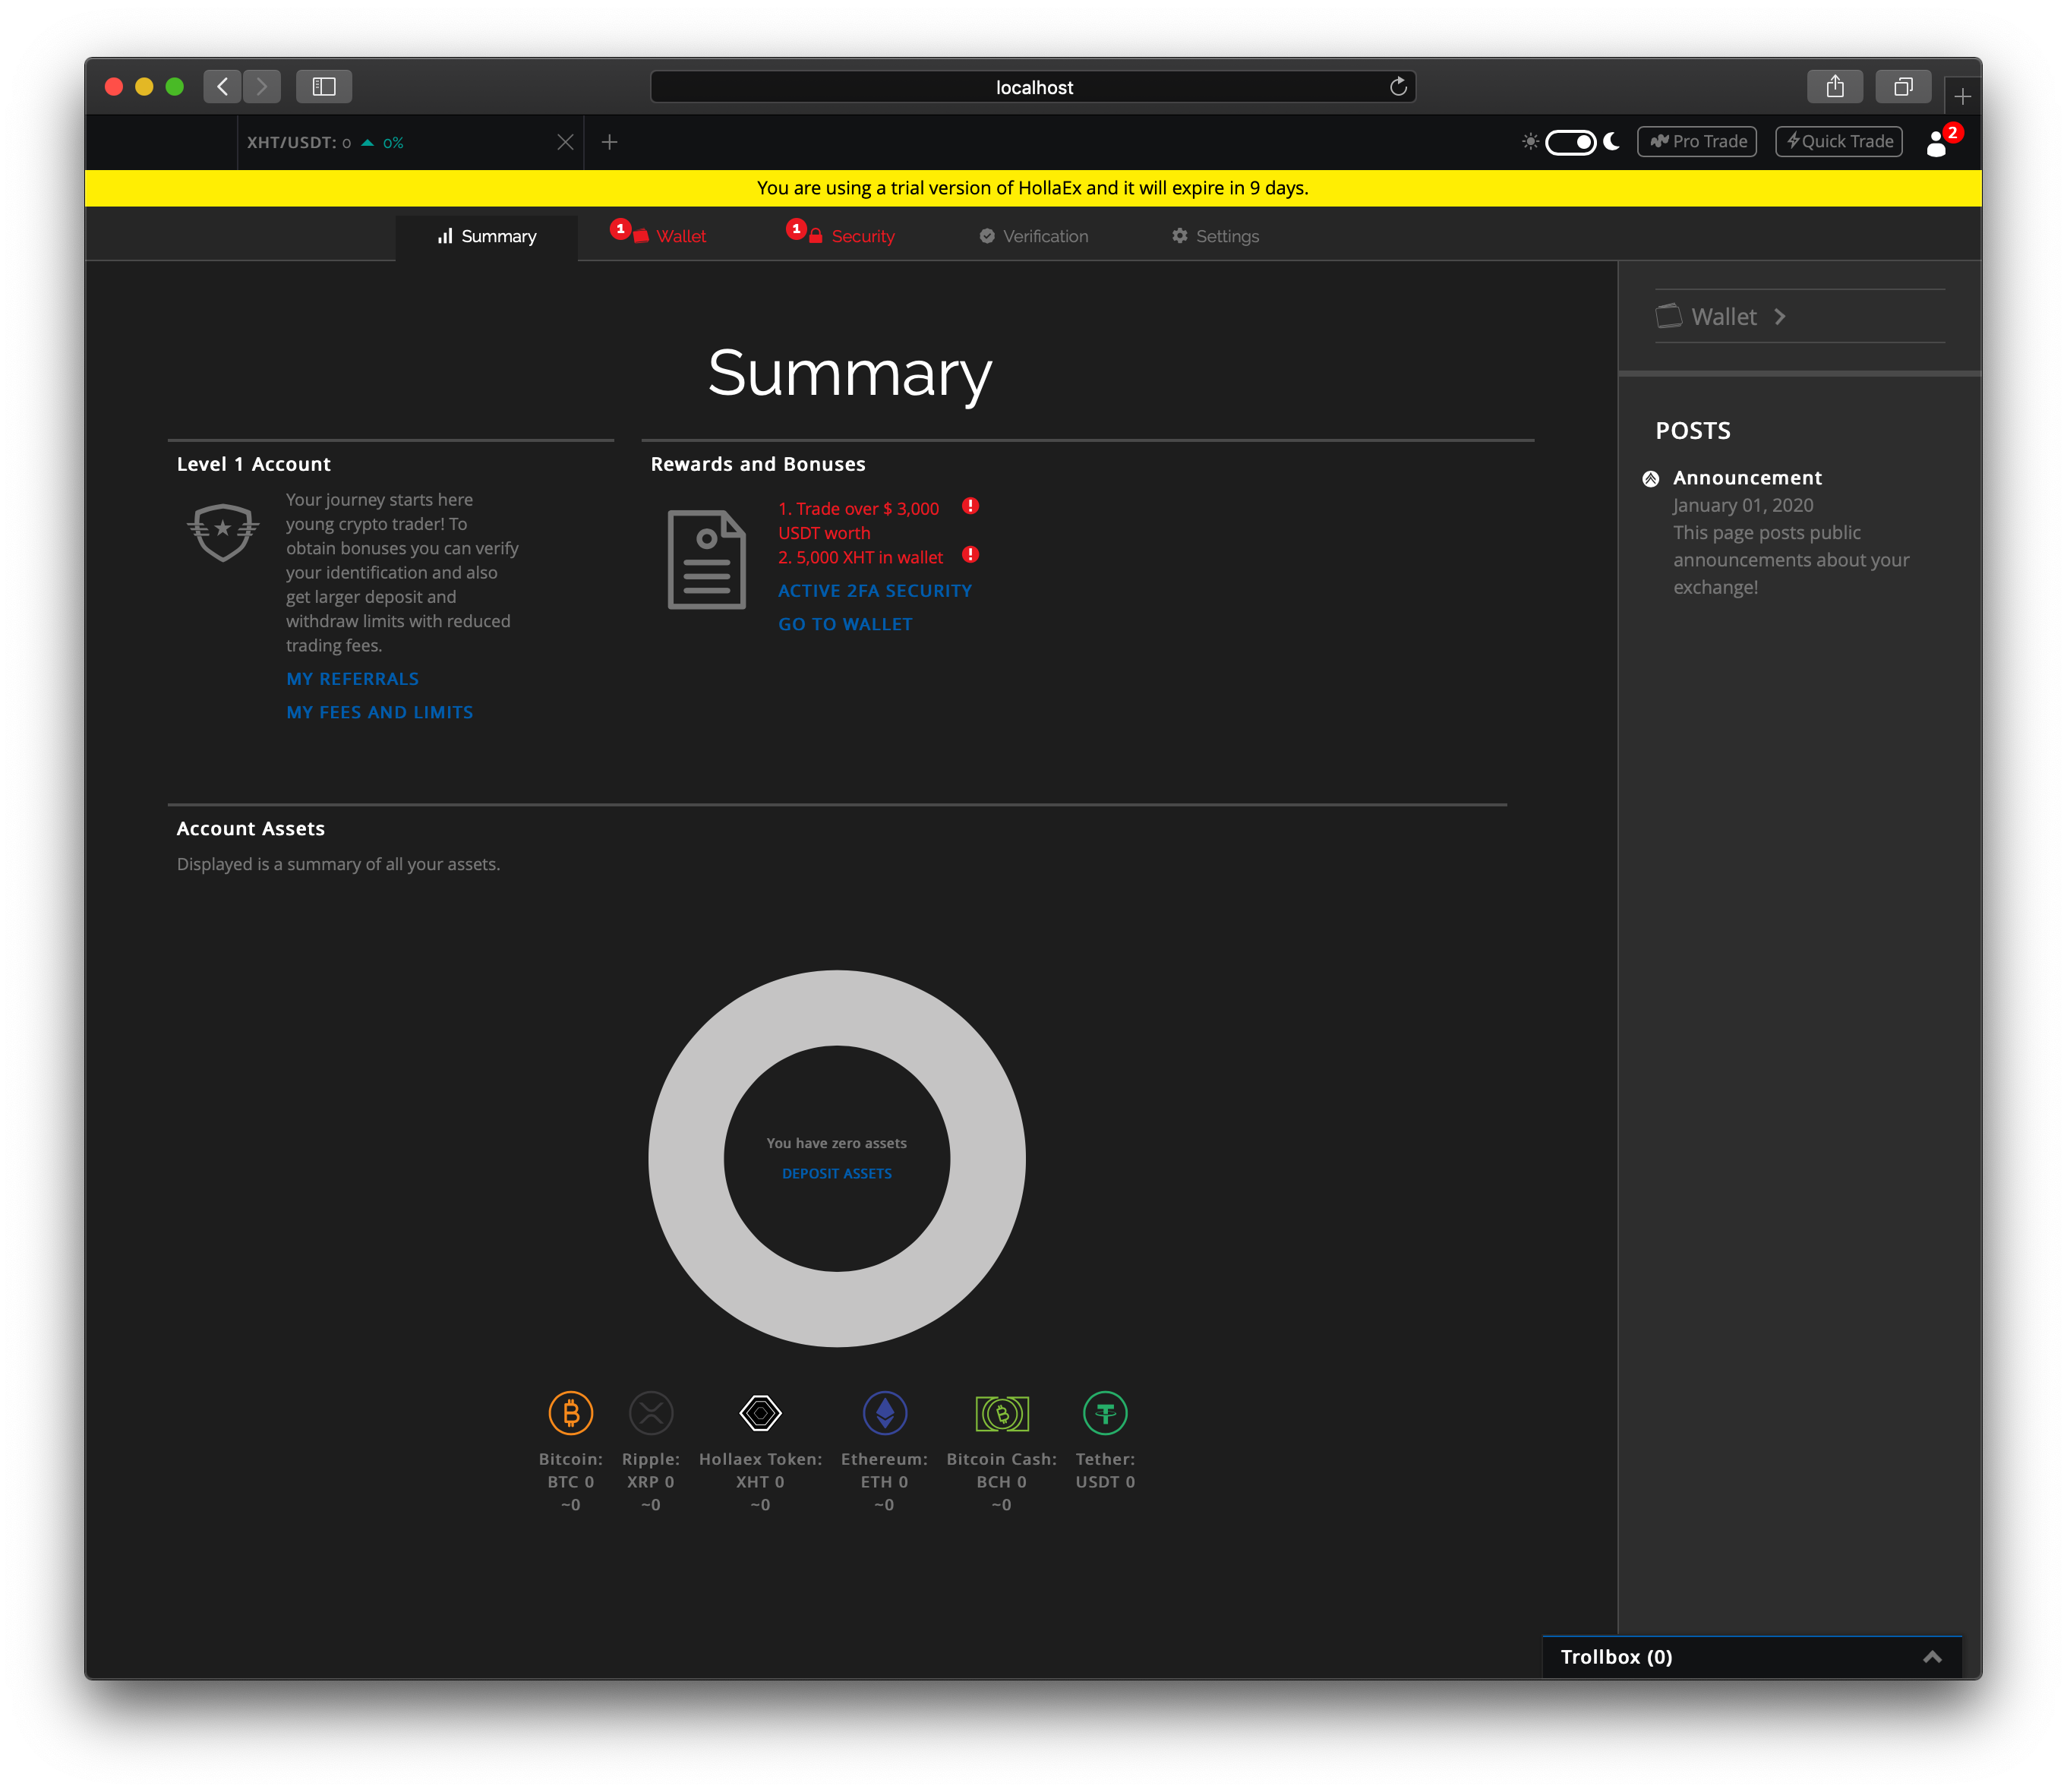 localhost
XHT/USDT: 0 ▲ 0%
Pro Trade
Quick Trade
2
You are using a trial version of HollaEx and it will expire in 9 days.
Summary
1 Wallet
1 Security
Verification
Settings
Summary
Level 1 Account
Your journey starts here
young crypto trader! To
obtain bonuses you can verify
your identification and also
get larger deposit and
withdraw limits with reduced
trading fees.
MY REFERRALS
MY FEES AND LIMITS
Rewards and Bonuses
1. Trade over $ 3,000
USDT worth
2. 5,000 XHT in wallet
ACTIVE 2FA SECURITY
GO TO WALLET
Account Assets
Displayed is a summary of all your assets.
You have zero assets
DEPOSIT ASSETS
Bitcoin:
BTC 0
~0
Ripple:
XRP 0
~0
Hollaex Token:
XHT 0
~0
Ethereum:
ETH 0
~0
Bitcoin Cash:
BCH 0
~0
Tether:
USDT 0
Wallet
POSTS
Announcement
January 01, 2020
This page posts public
announcements about your
exchange!
Trollbox (0)